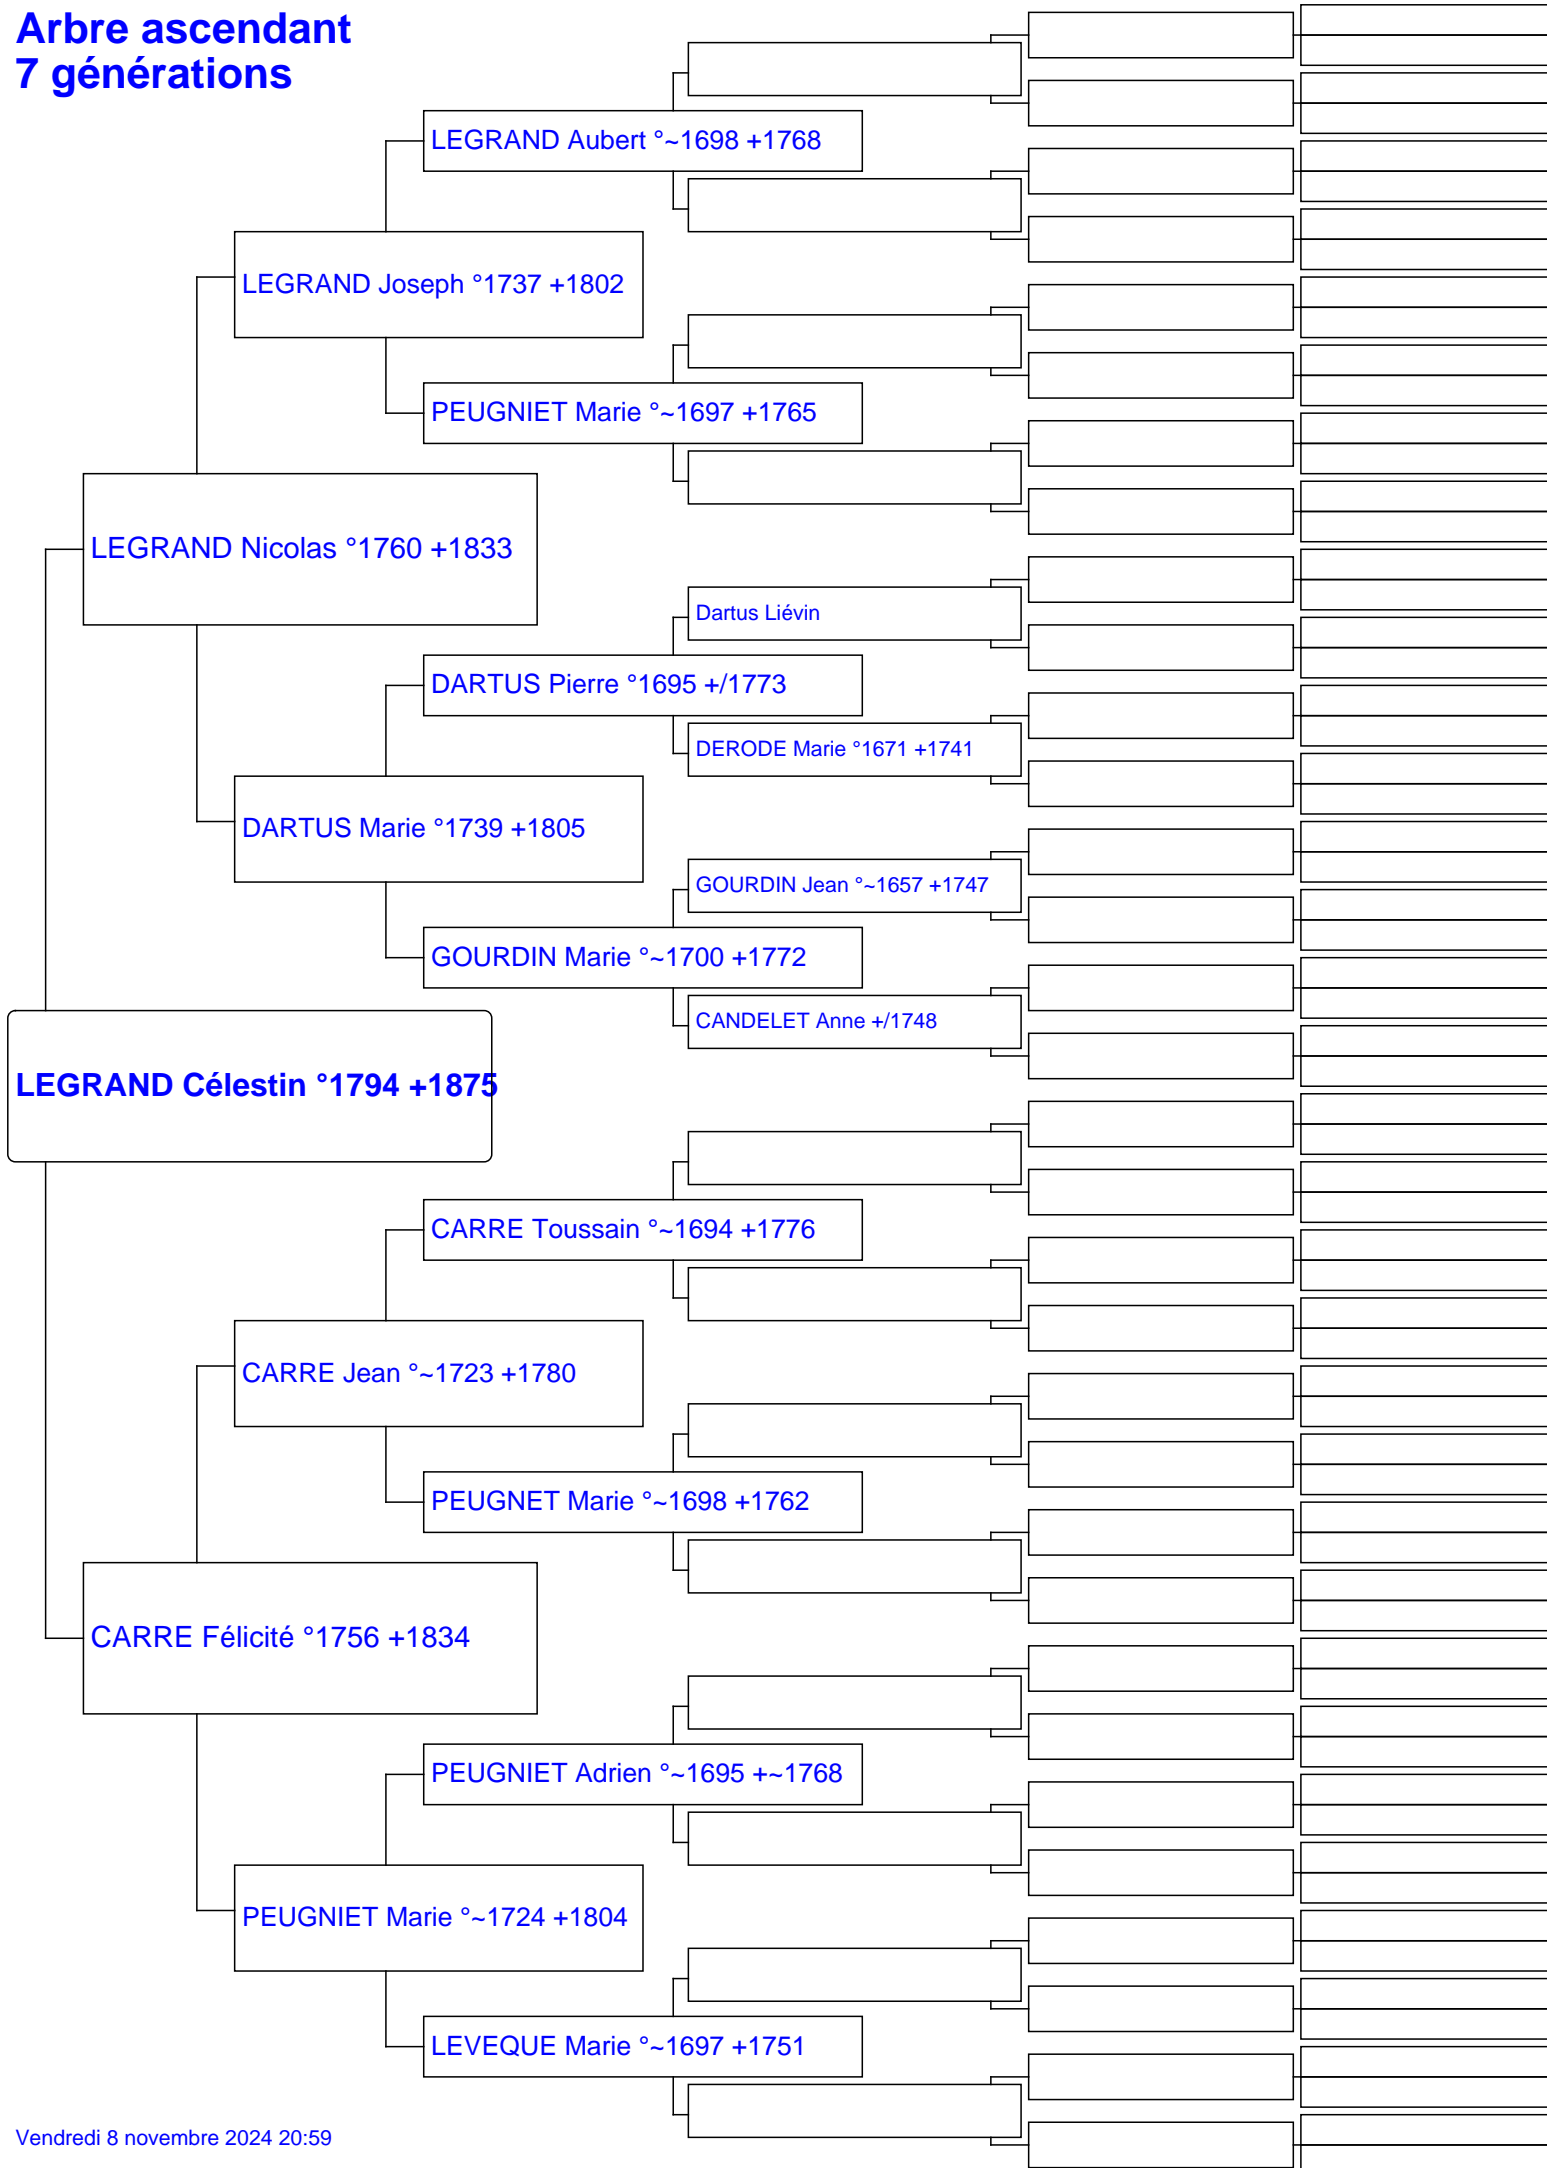 Arbre ascendant
7 générations
LEGRAND Aubert °~1698 +1768
LEGRAND Joseph °1737 +1802
PEUGNIET Marie °~1697 +1765
LEGRAND Nicolas °1760 +1833
Dartus Liévin
DARTUS Pierre °1695 +/1773
DERODE Marie °1671 +1741
DARTUS Marie °1739 +1805
GOURDIN Jean °~1657 +1747
GOURDIN Marie °~1700 +1772
CANDELET Anne +/1748
LEGRAND Célestin °1794 +1875
CARRE Toussain °~1694 +1776
CARRE Jean °~1723 +1780
PEUGNET Marie °~1698 +1762
CARRE Félicité °1756 +1834
PEUGNIET Adrien °~1695 +~1768
PEUGNIET Marie °~1724 +1804
LEVEQUE Marie °~1697 +1751
Vendredi 8 novembre 2024 20:59